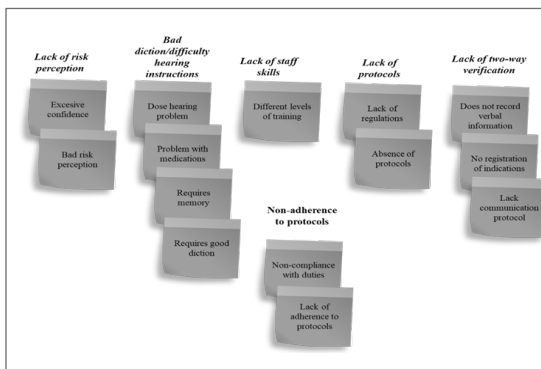 Lack of risk
perception
Excesive
confidence
Bad risk
perception
Bad
diction/difficulty
hearing
instructions
Dose hearing
problem
Problem with
medications
Requires
memory
Requires good
diction
Lack of staff
skills
Different levels
of training
Non-adherence
to protocols
Non-compliance
with duties
Lack of
adherence to
protocols
Lack of
protocols
Lack of
regulations
Absence of
protocols
Lack of two-way
verification
Does not record
verbal
information
No registration
of indications
Lack
communication
protocol